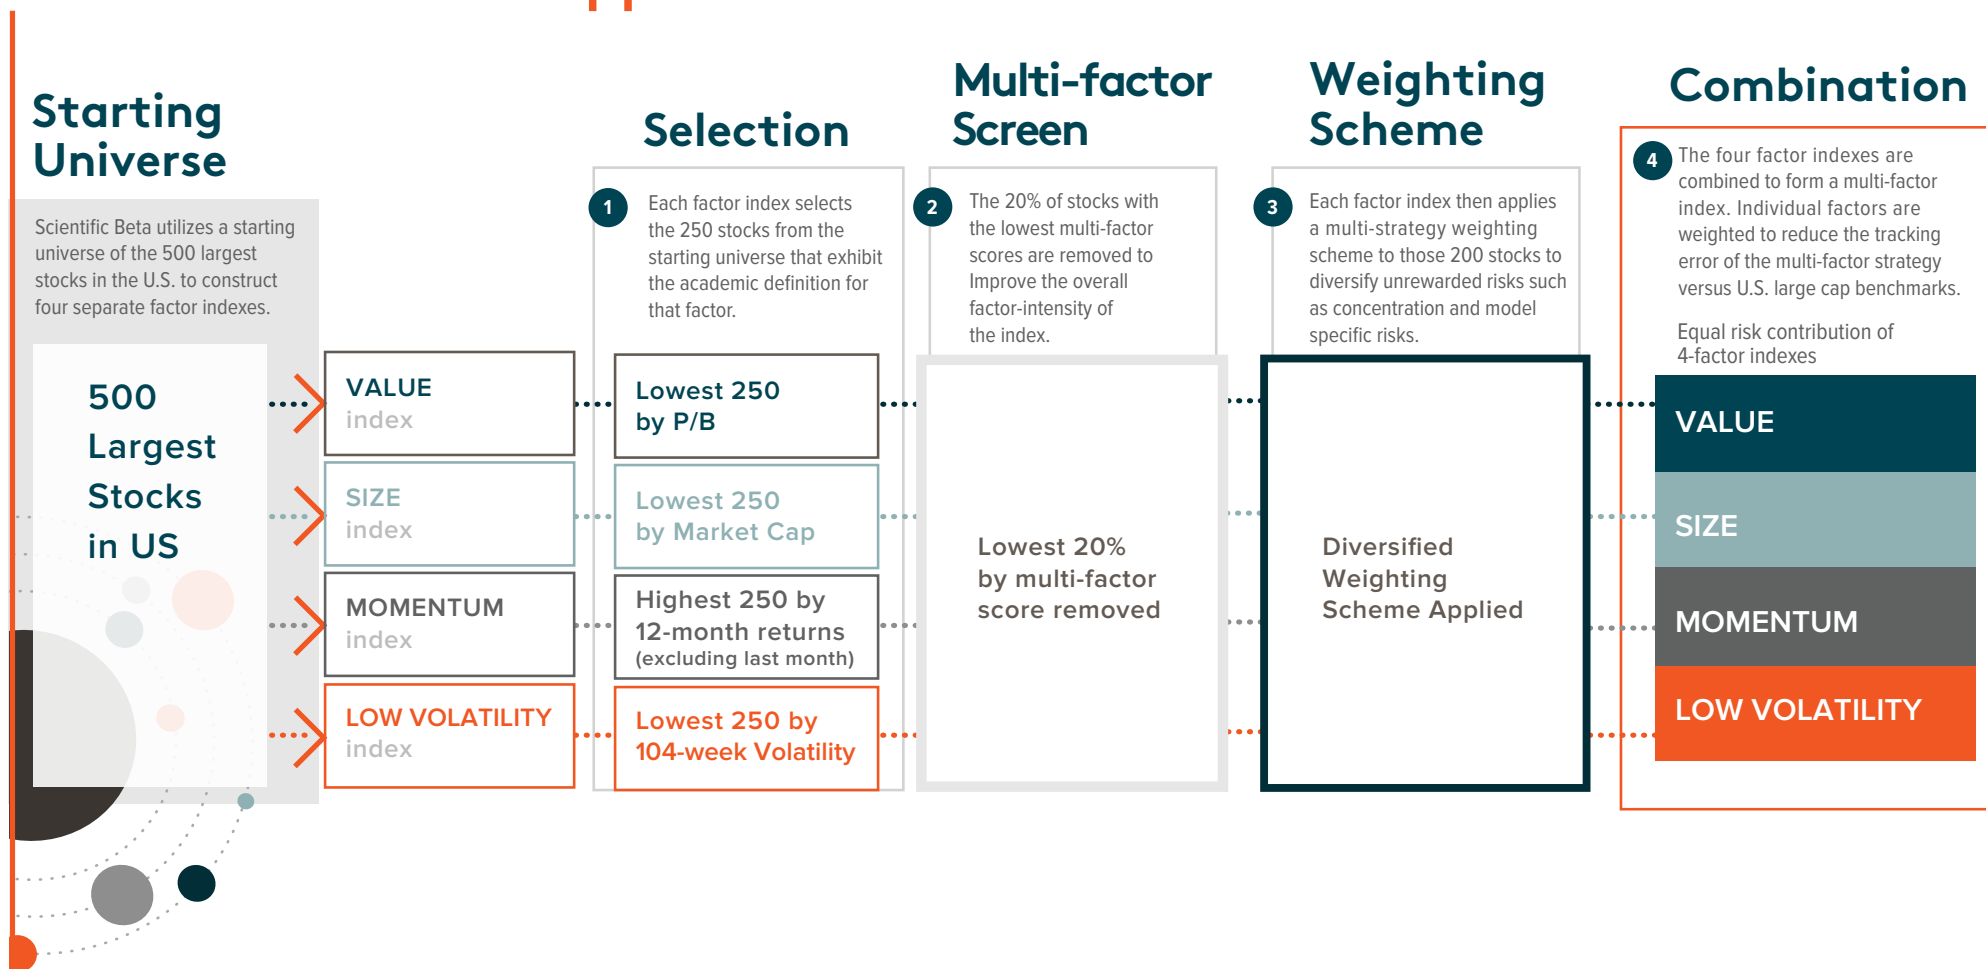 Starting
Universe
Scientific Beta utilizes a starting
universe of the 500 largest
stocks in the U.S. to construct
four separate factor indexes.
500
Largest
Stocks
in US
VALUE
index
SIZE
index
MOMENTUM
index
LOW VOLATILITY
index
Selection
1
Each factor index selects
the 250 stocks from the
starting universe that exhibit
the academic definition for
that factor.
Lowest 250
by P/B
Lowest 250
by Market Cap
Highest 250 by
12-month returns
(excluding last month)
Lowest 250 by
104-week Volatility
Multi-factor
Screen
2
The 20% of stocks with
the lowest multi-factor
scores are removed to
Improve the overall
factor-intensity of
the index.
Lowest 20%
by multi-factor
score removed
Weighting
Scheme
3
Each factor index then applies
a multi-strategy weighting
scheme to those 200 stocks to
diversify unrewarded risks such
as concentration and model
specific risks.
Diversified
Weighting
Scheme Applied
Combination
4
The four factor indexes are
combined to form a multi-factor
index. Individual factors are
weighted to reduce the tracking
error of the multi-factor strategy
versus U.S. large cap benchmarks.
Equal risk contribution of
4-factor indexes
VALUE
SIZE
MOMENTUM
LOW VOLATILITY